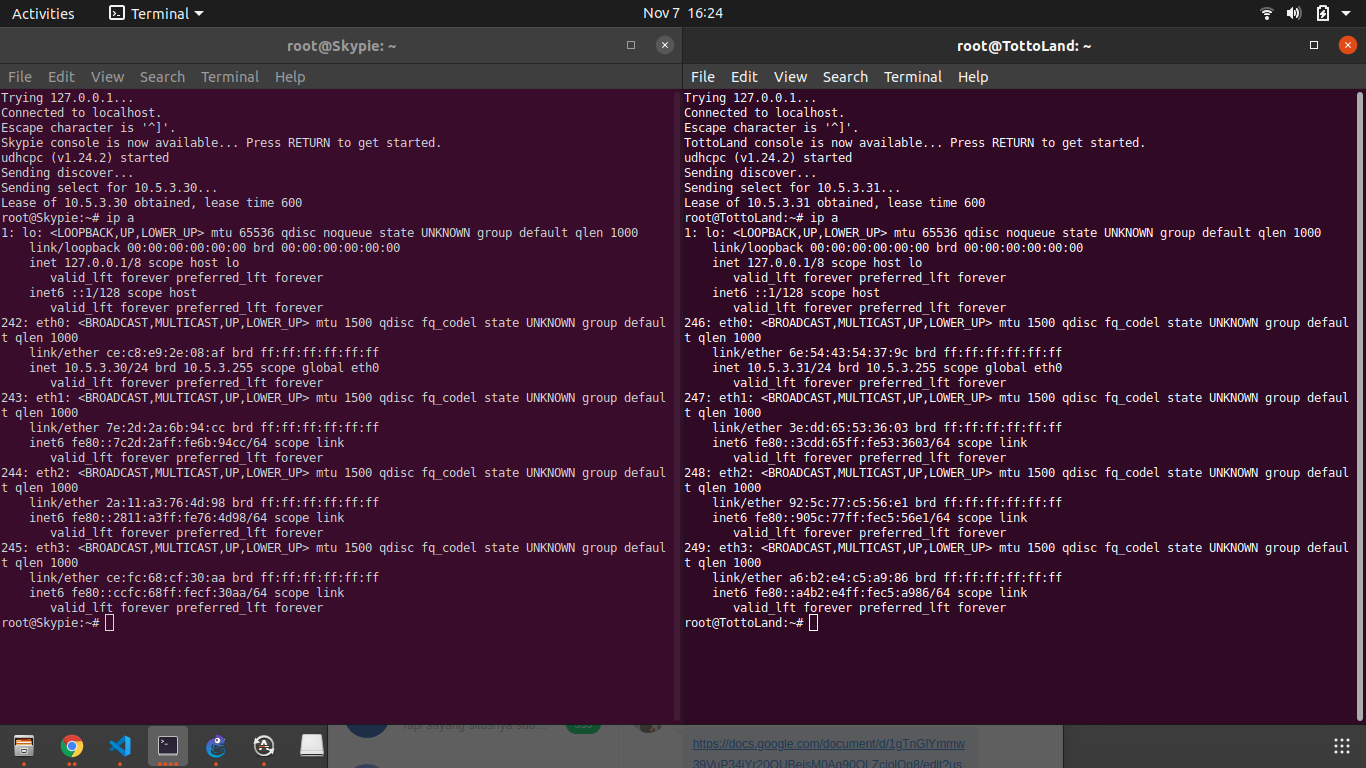 Activities
Terminal
Nov 7 16:24
root@Skypie: ~
File Edit View Search Terminal Help
Trying 127.0.0.1...
Connected to localhost.
Escape character is '^]'.
Skypie console is now available... Press RETURN to get started.
udhcpc (v1.24.2) started
Sending discover...
Sending select for 10.5.3.30...
Lease of 10.5.3.30 obtained, lease time 600
root@Skypie:~# ip a
1: lo: <LOOPBACK,UP,LOWER_UP> mtu 65536 qdisc noqueue state UNKNOWN group default qlen 1000
link/loopback 00:00:00:00:00:00 brd 00:00:00:00:00:00
inet 127.0.0.1/8 scope host lo
valid_lft forever preferred_lft forever
inet6 ::1/128 scope host
valid_lft forever preferred_lft forever
242: eth0: <BROADCAST,MULTICAST,UP,LOWER_UP> mtu 1500 qdisc fq_codel state UNKNOWN group defaul
t qlen 1000
link/ether ce:c8:e9:2e:08:af brd ff:ff:ff:ff:ff:ff
inet 10.5.3.30/24 brd 10.5.3.255 scope global eth0
valid_lft forever preferred_lft forever
243: eth1: <BROADCAST,MULTICAST,UP,LOWER_UP> mtu 1500 qdisc fq_codel state UNKNOWN group defaul
t qlen 1000
link/ether 7e:2d:2a:6b:94:cc brd ff:ff:ff:ff:ff:ff
inet6 fe80::7c2d:2aff:fe6b:94cc/64 scope link
valid_lft forever preferred_lft forever
244: eth2: <BROADCAST,MULTICAST,UP,LOWER_UP> mtu 1500 qdisc fq_codel state UNKNOWN group defaul
t qlen 1000
link/ether 2a:11:a3:76:4d:98 brd ff:ff:ff:ff:ff:ff
inet6 fe80::2811:a3ff:fe76:4d98/64 scope link
valid_lft forever preferred_lft forever
245: eth3: <BROADCAST,MULTICAST,UP,LOWER_UP> mtu 1500 qdisc fq_codel state UNKNOWN group defaul
t qlen 1000
link/ether ce:fc:68:cf:30:aa brd ff:ff:ff:ff:ff:ff
inet6 fe80::ccfc:68ff:fecf:30aa/64 scope link
valid_lft forever preferred_lft forever
root@Skypie:~#
root@TottoLand: ~
File Edit View Search Terminal Help
Trying 127.0.0.1...
Connected to localhost.
Escape character is '^]'.
TottoLand console is now available... Press RETURN to get started.
udhcpc (v1.24.2) started
Sending discover...
Sending select for 10.5.3.31...
Lease of 10.5.3.31 obtained, lease time 600
root@TottoLand:~# ip a
1: lo: <LOOPBACK,UP,LOWER_UP> mtu 65536 qdisc noqueue state UNKNOWN group default qlen 1000
link/loopback 00:00:00:00:00:00 brd 00:00:00:00:00:00
inet 127.0.0.1/8 scope host lo
valid_lft forever preferred_lft forever
inet6 ::1/128 scope host
valid_lft forever preferred_lft forever
246: eth0: <BROADCAST,MULTICAST,UP,LOWER_UP> mtu 1500 qdisc fq_codel state UNKNOWN group defaul
t qlen 1000
link/ether 6e:54:43:54:37:9c brd ff:ff:ff:ff:ff:ff
inet 10.5.3.31/24 brd 10.5.3.255 scope global eth0
valid_lft forever preferred_lft forever
247: eth1: <BROADCAST,MULTICAST,UP,LOWER_UP> mtu 1500 qdisc fq_codel state UNKNOWN group defaul
t qlen 1000
link/ether 3e:dd:65:53:36:03 brd ff:ff:ff:ff:ff:ff
inet6 fe80::3cdd:65ff:fe53:3603/64 scope link
valid_lft forever preferred_lft forever
248: eth2: <BROADCAST,MULTICAST,UP,LOWER_UP> mtu 1500 qdisc fq_codel state UNKNOWN group defaul
t qlen 1000
link/ether 92:5c:77:c5:56:e1 brd ff:ff:ff:ff:ff:ff
inet6 fe80::905c:77ff:fec5:56e1/64 scope link
valid_lft forever preferred_lft forever
249: eth3: <BROADCAST,MULTICAST,UP,LOWER_UP> mtu 1500 qdisc fq_codel state UNKNOWN group defaul
t qlen 1000
link/ether a6:b2:e4:c5:a9:86 brd ff:ff:ff:ff:ff:ff
inet6 fe80::a4b2:e4ff:fec5:a986/64 scope link
valid_lft forever preferred_lft forever
root@TottoLand:~#